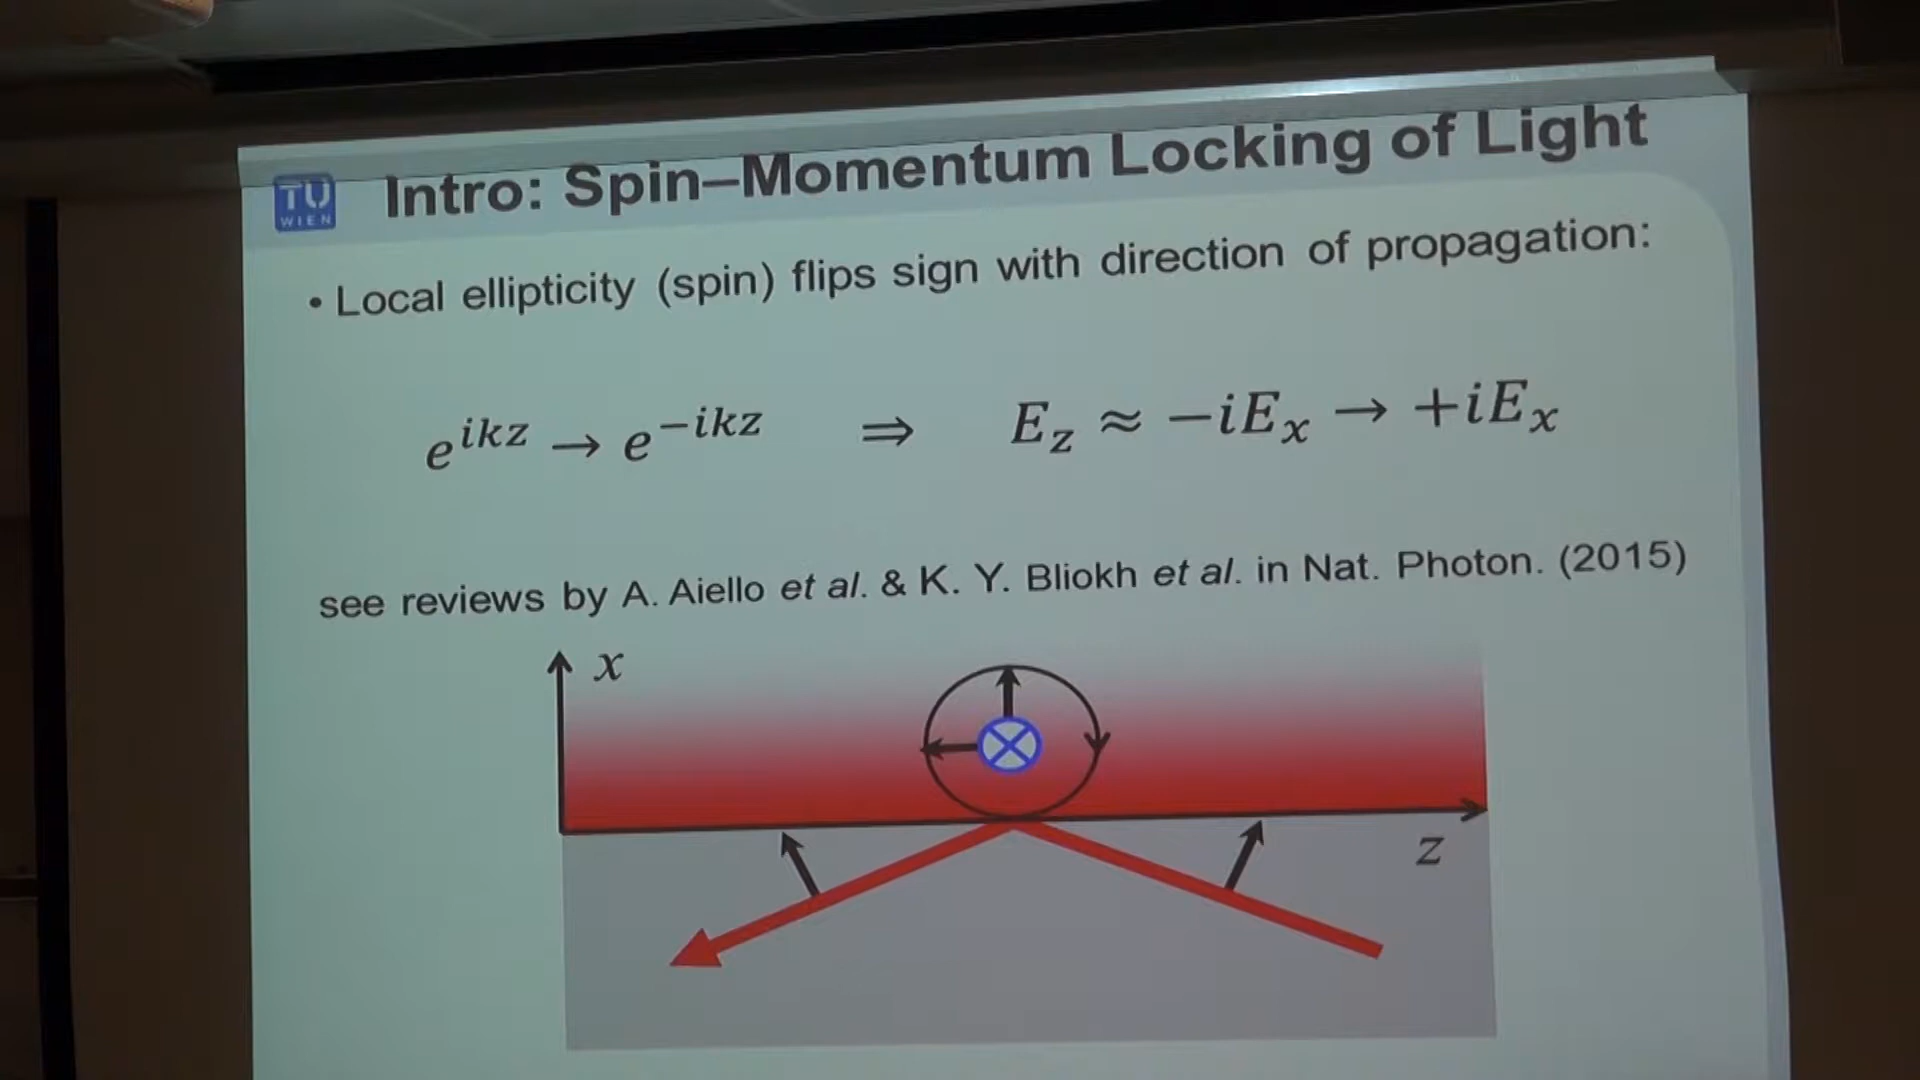 TU
WIEN
Intro: Spin–Momentum Locking of Light
• Local ellipticity (spin) flips sign with direction of propagation:
e^{ikz} → e^{−ikz} ⇒ E_z ≈ −iE_x → +iE_x
see reviews by A. Aiello et al. & K. Y. Bliokh et al. in Nat. Photon. (2015)
x
z